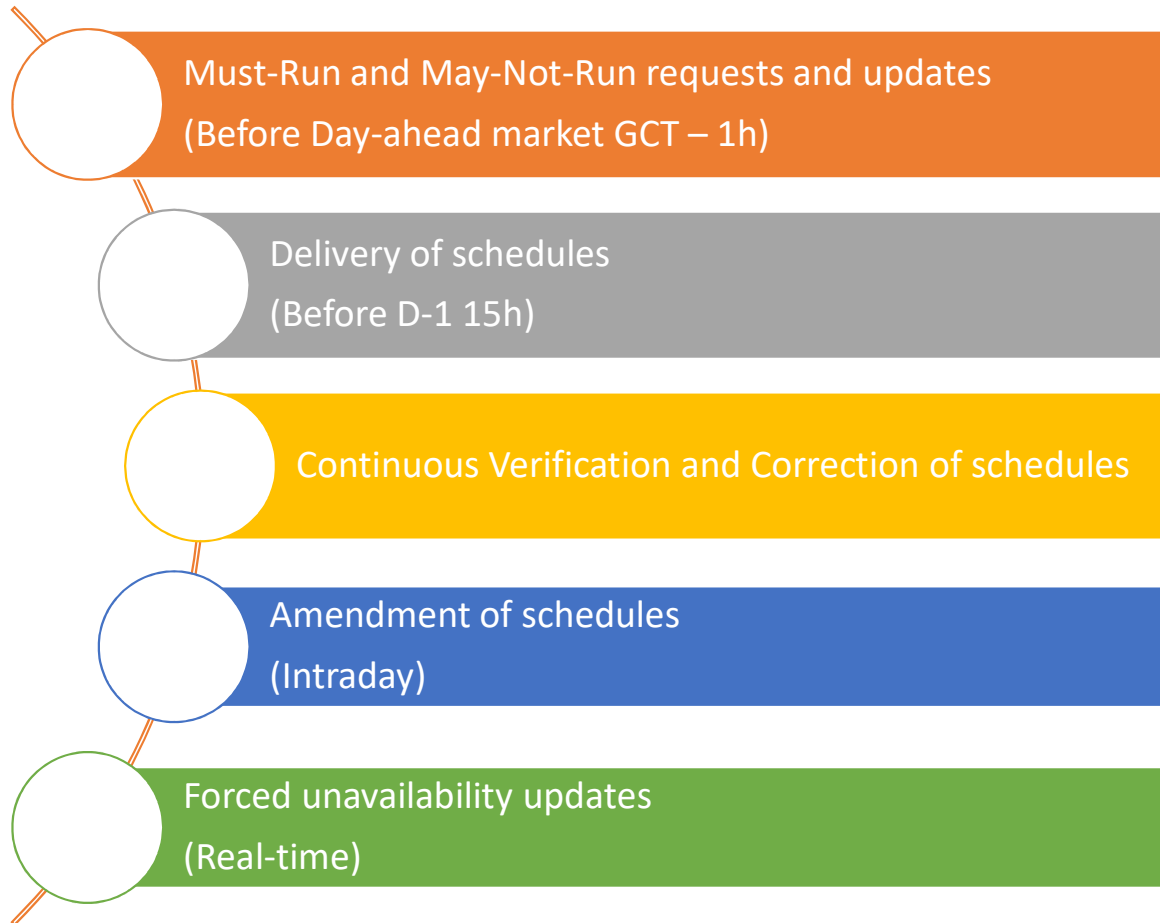 Must-Run and May-Not-Run requests and updates
(Before Day-ahead market GCT – 1h)
Delivery of schedules
(Before D-1 15h)
Continuous Verification and Correction of schedules
Amendment of schedules
(Intraday)
Forced unavailability updates
(Real-time)